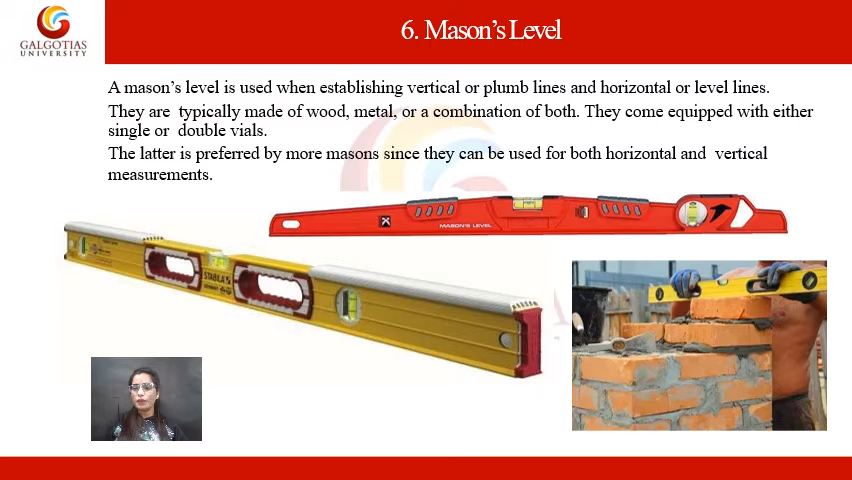 GALGOTIAS
UNIVERSITY
6. Mason's Level
A mason's level is used when establishing vertical or plumb lines and horizontal or level lines.
They are typically made of wood, metal, or a combination of both. They come equipped with either
single or double vials.
The latter is preferred by more masons since they can be used for both horizontal and vertical
measurements.
MASON'S LEVEL
STABILA